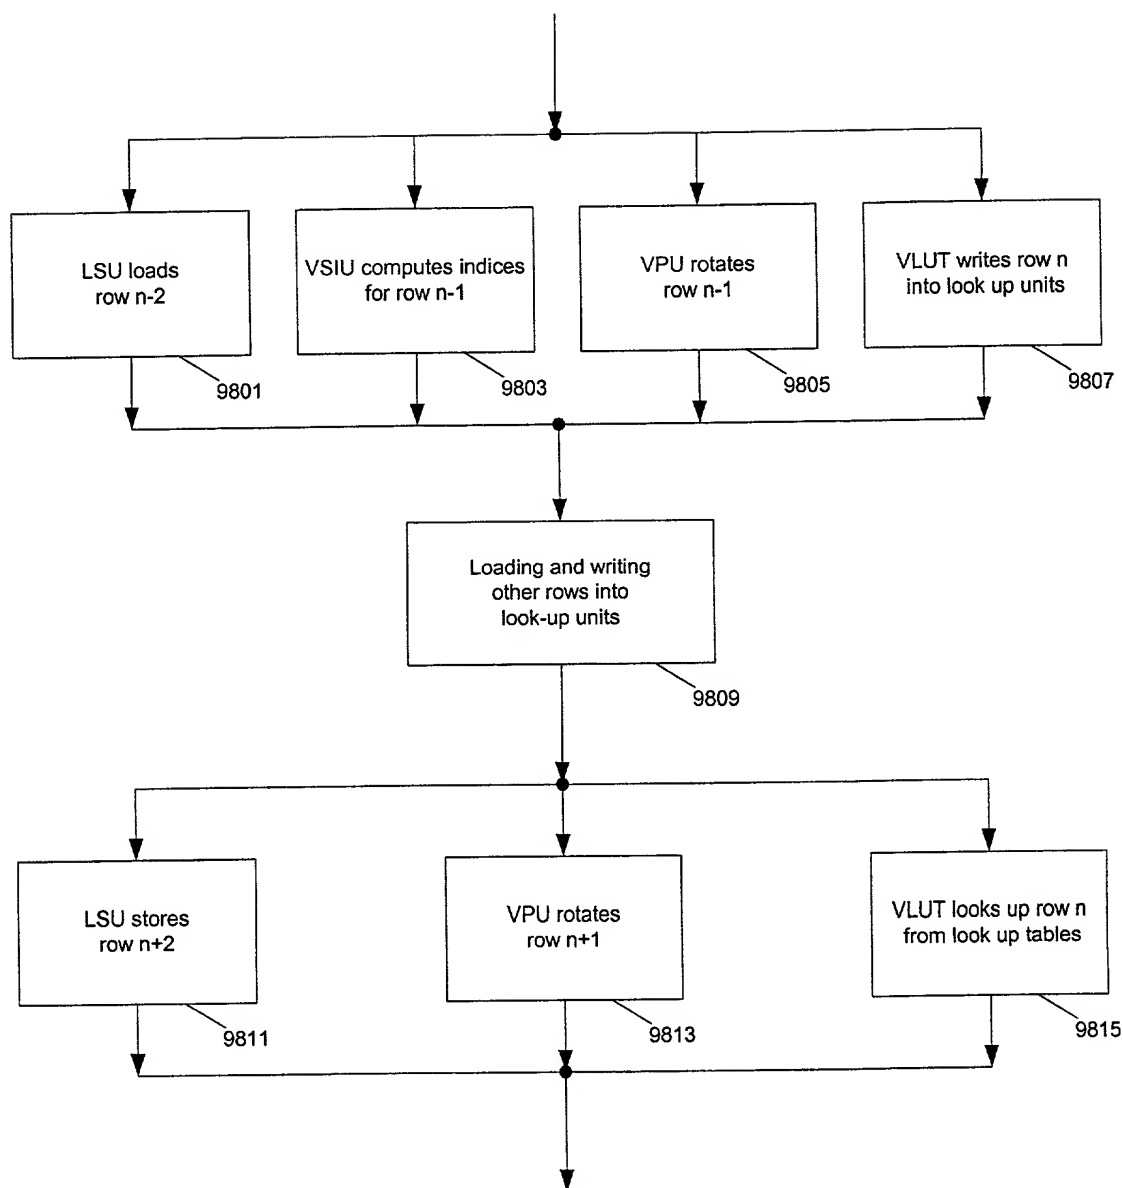 LSU loads
row n-2
VSIU computes indices
for row n-1
VPU rotates
row n-1
VLUT writes row n
into look up units
9801
9803
9805
9807
Loading and writing
other rows into
look-up units
9809
LSU stores
row n+2
VPU rotates
row n+1
VLUT looks up row n
from look up tables
9811
9813
9815